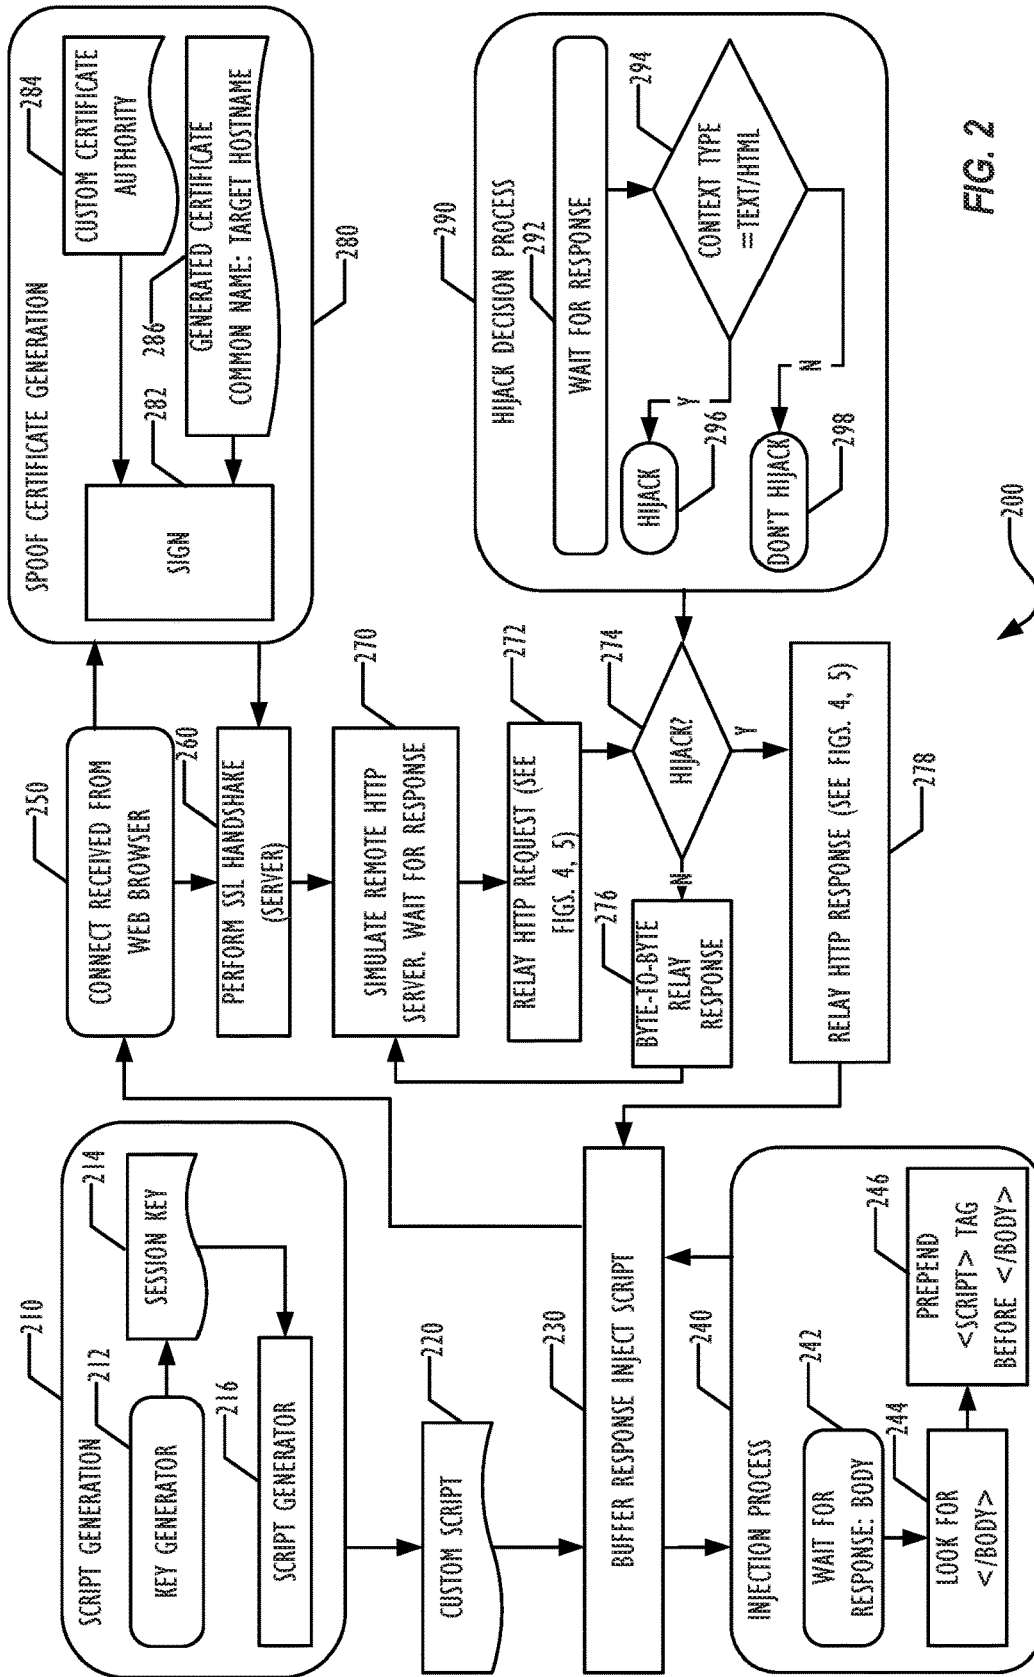 SCRIPT GENERATION
210
KEY GENERATOR
212
SESSION KEY
214
SCRIPT GENERATOR
216
CUSTOM SCRIPT
220
BUFFER RESPONSE INJECT SCRIPT
230
INJECTION PROCESS
240
WAIT FOR
RESPONSE: BODY
242
LOOK FOR
</BODY>
244
PREPEND
<SCRIPT> TAG
BEFORE </BODY>
246
CONNECT RECEIVED FROM
WEB BROWSER
250
PERFORM SSL HANDSHAKE
(SERVER)
260
SIMULATE REMOTE HTTP
SERVER. WAIT FOR RESPONSE
270
RELAY HTTP REQUEST (SEE
FIGS. 4, 5)
272
HIJACK?
274
N
Y
BYTE-TO-BYTE
RELAY
RESPONSE
276
RELAY HTTP RESPONSE (SEE FIGS. 4, 5)
278
SPOOF CERTIFICATE GENERATION
280
SIGN
282
CUSTOM CERTIFICATE
AUTHORITY
284
GENERATED CERTIFICATE
COMMON NAME: TARGET HOSTNAME
286
HIJACK DECISION PROCESS
290
WAIT FOR RESPONSE
292
CONTEXT TYPE
=TEXT/HTML
294
Y
N
HIJACK
296
DON'T HIJACK
298
200
FIG. 2